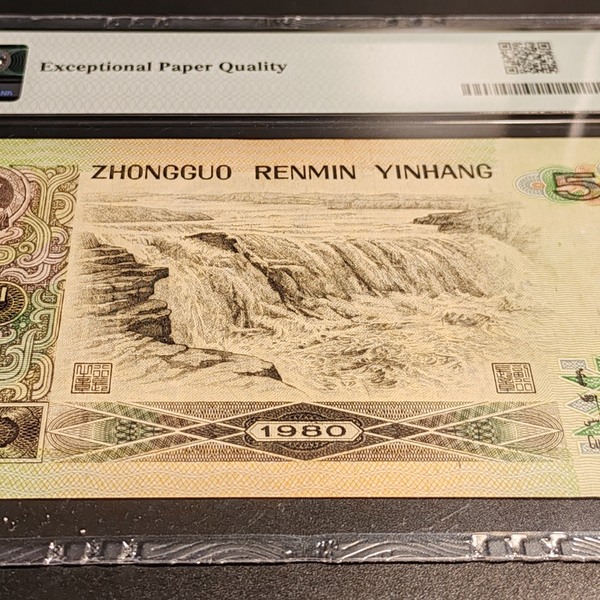 Exceptional Paper Quality
ZHONGGUO RENMIN YINHANG
5
1980